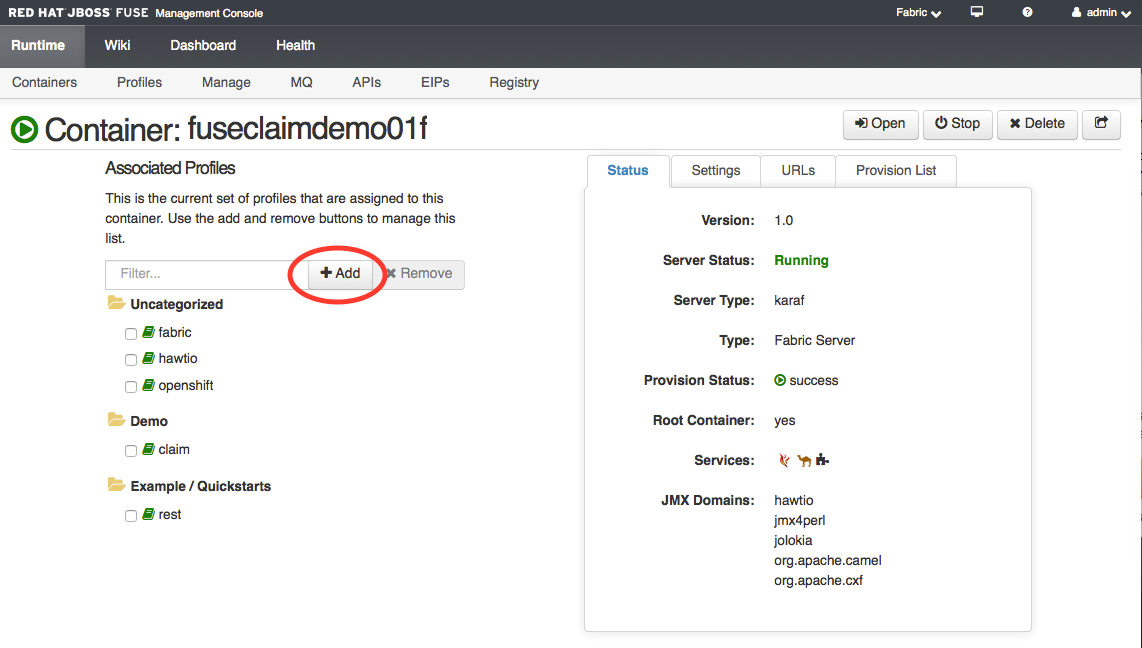 RED HAT JBOSS FUSE Management Console Fabric admin
Runtime Wiki Dashboard Health
Containers Profiles Manage MQ APIs EIPs Registry
Container: fuseclaimdemo01f Open Stop Delete
Associated Profiles
This is the current set of profiles that are assigned to this
container. Use the add and remove buttons to manage this
list.
Filter... Add Remove
Uncategorized
fabric
hawtio
openshift
Demo
claim
Example / Quickstarts
rest
Status Settings URLs Provision List
Version: 1.0
Server Status: Running
Server Type: karaf
Type: Fabric Server
Provision Status: success
Root Container: yes
Services:
JMX Domains: hawtio
jmx4perl
jolokia
org.apache.camel
org.apache.cxf